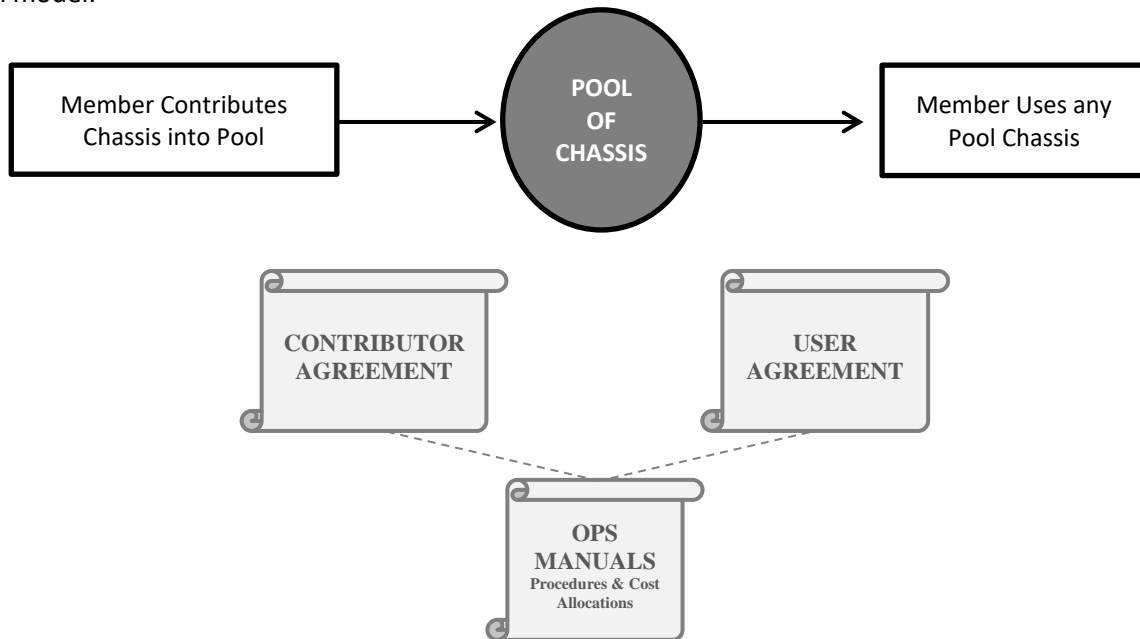 model.
Member Contributes
Chassis into Pool
POOL
OF
CHASSIS
Member Uses any
Pool Chassis
CONTRIBUTOR
AGREEMENT
USER
AGREEMENT
OPS
MANUALS
Procedures & Cost
Allocations